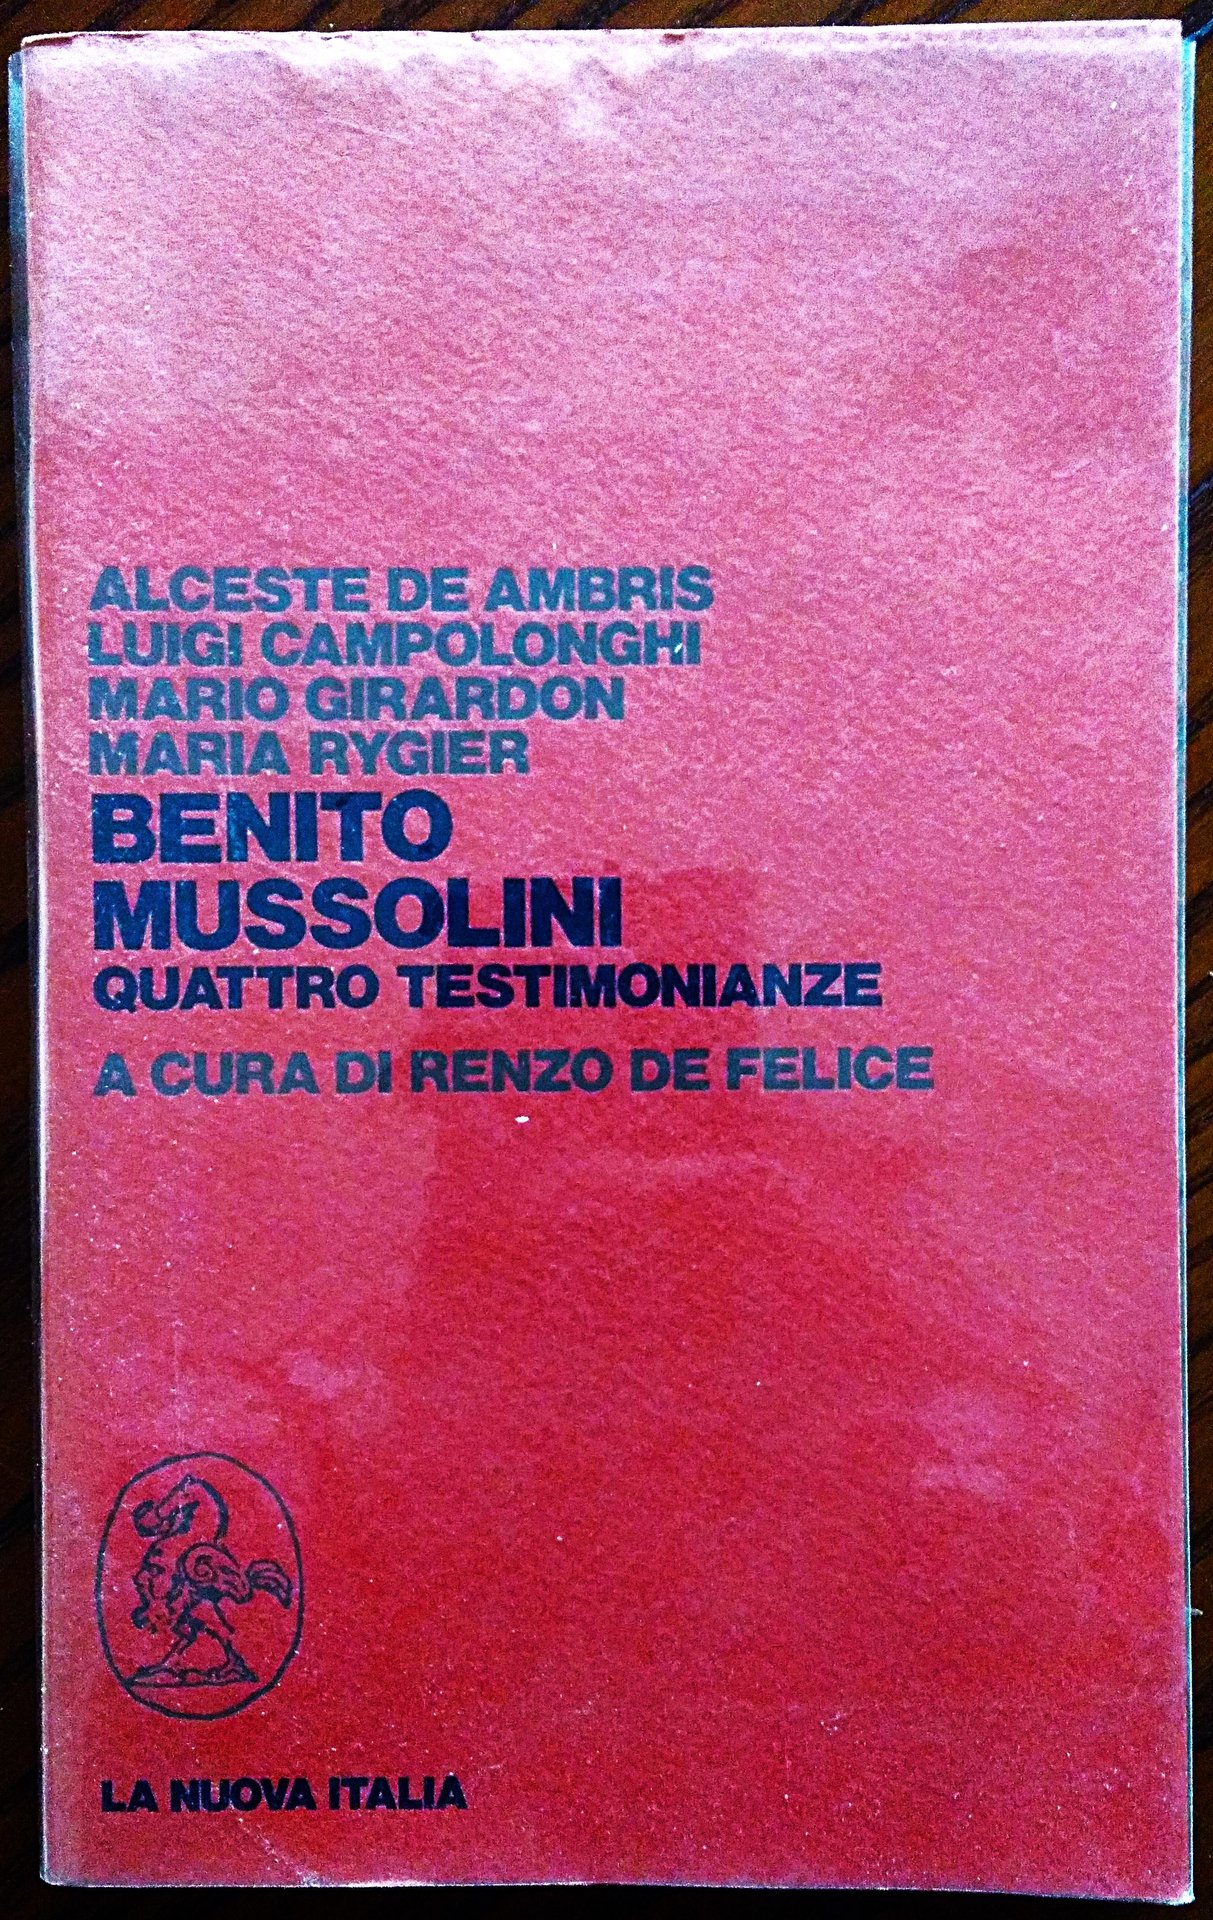 ALCESTE DE AMBRIS
LUIGI CAMPOLONGHI
MARIO GIRARDON
MARIA RYGIER
BENITO
MUSSOLINI
QUATTRO TESTIMONIANZE
A CURA DI RENZO DE FELICE
LA NUOVA ITALIA